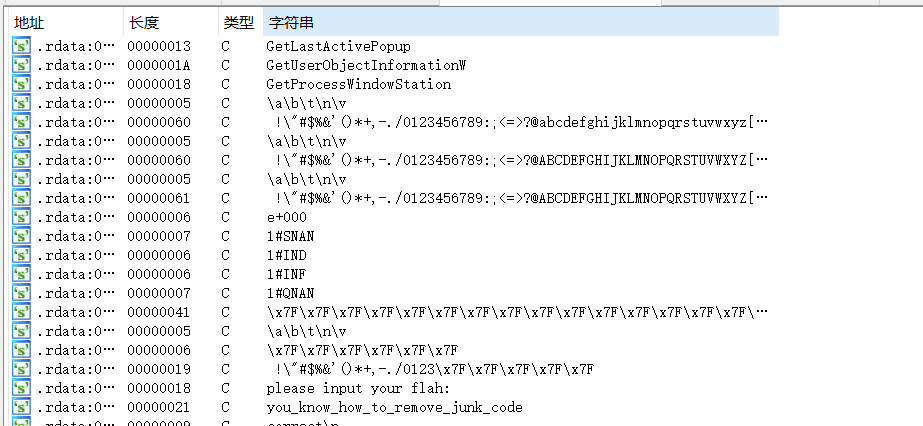 地址 长度 类型 字符串
.rdata:0… 00000013 C GetLastActivePopup
.rdata:0… 0000001A C GetUserObjectInformationW
.rdata:0… 00000018 C GetProcessWindowStation
.rdata:0… 00000005 C \a\b\t\n\v
.rdata:0… 00000060 C  !\"#$%&'()*+,-./0123456789:;<=>?@abcdefghijklmnopqrstuvwxyz[…
.rdata:0… 00000005 C \a\b\t\n\v
.rdata:0… 00000060 C  !\"#$%&'()*+,-./0123456789:;<=>?@ABCDEFGHIJKLMNOPQRSTUVWXYZ[…
.rdata:0… 00000005 C \a\b\t\n\v
.rdata:0… 00000061 C  !\"#$%&'()*+,-./0123456789:;<=>?@ABCDEFGHIJKLMNOPQRSTUVWXYZ[…
.rdata:0… 00000006 C e+000
.rdata:0… 00000007 C 1#SNAN
.rdata:0… 00000006 C 1#IND
.rdata:0… 00000006 C 1#INF
.rdata:0… 00000007 C 1#QNAN
.rdata:0… 00000041 C \x7F\x7F\x7F\x7F\x7F\x7F\x7F\x7F\x7F\x7F\x7F\x7F\x7F\x7F\…
.rdata:0… 00000005 C \a\b\t\n\v
.rdata:0… 00000006 C \x7F\x7F\x7F\x7F\x7F\x7F
.rdata:0… 00000019 C  !\"#$%&'()*+,-./0123\x7F\x7F\x7F\x7F\x7F
.rdata:0… 00000018 C please input your flah:
.rdata:0… 00000021 C you_know_how_to_remove_junk_code
.rdata:0… 00000009 C correct\n